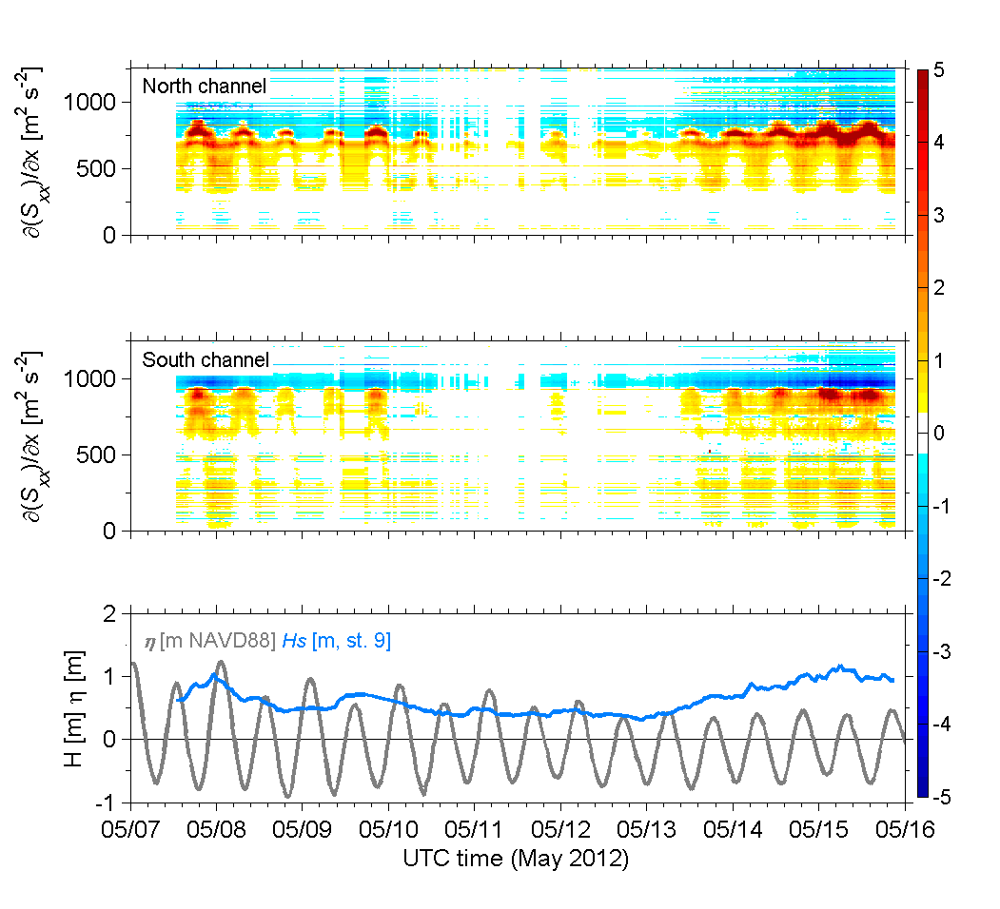 North channel
∂(Sxx)/∂x [m² s⁻²]
1000
500
0
South channel
∂(Sxx)/∂x [m² s⁻²]
1000
500
0
5
4
3
2
1
0
-1
-2
-3
-4
-5
η [m NAVD88] Hs [m, st. 9]
H [m] η [m]
2
1
0
-1
05/07 05/08 05/09 05/10 05/11 05/12 05/13 05/14 05/15 05/16
UTC time (May 2012)